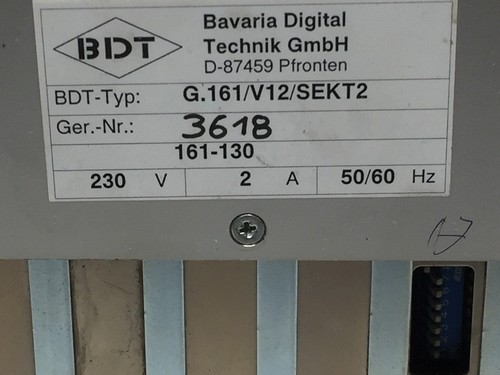 BDT
Bavaria Digital
Technik GmbH
D-87459 Pfronten
BDT-Typ: G.161/V12/SEKT2
Ger.-Nr.: 3618
161-130
230 V 2 A 50/60 Hz